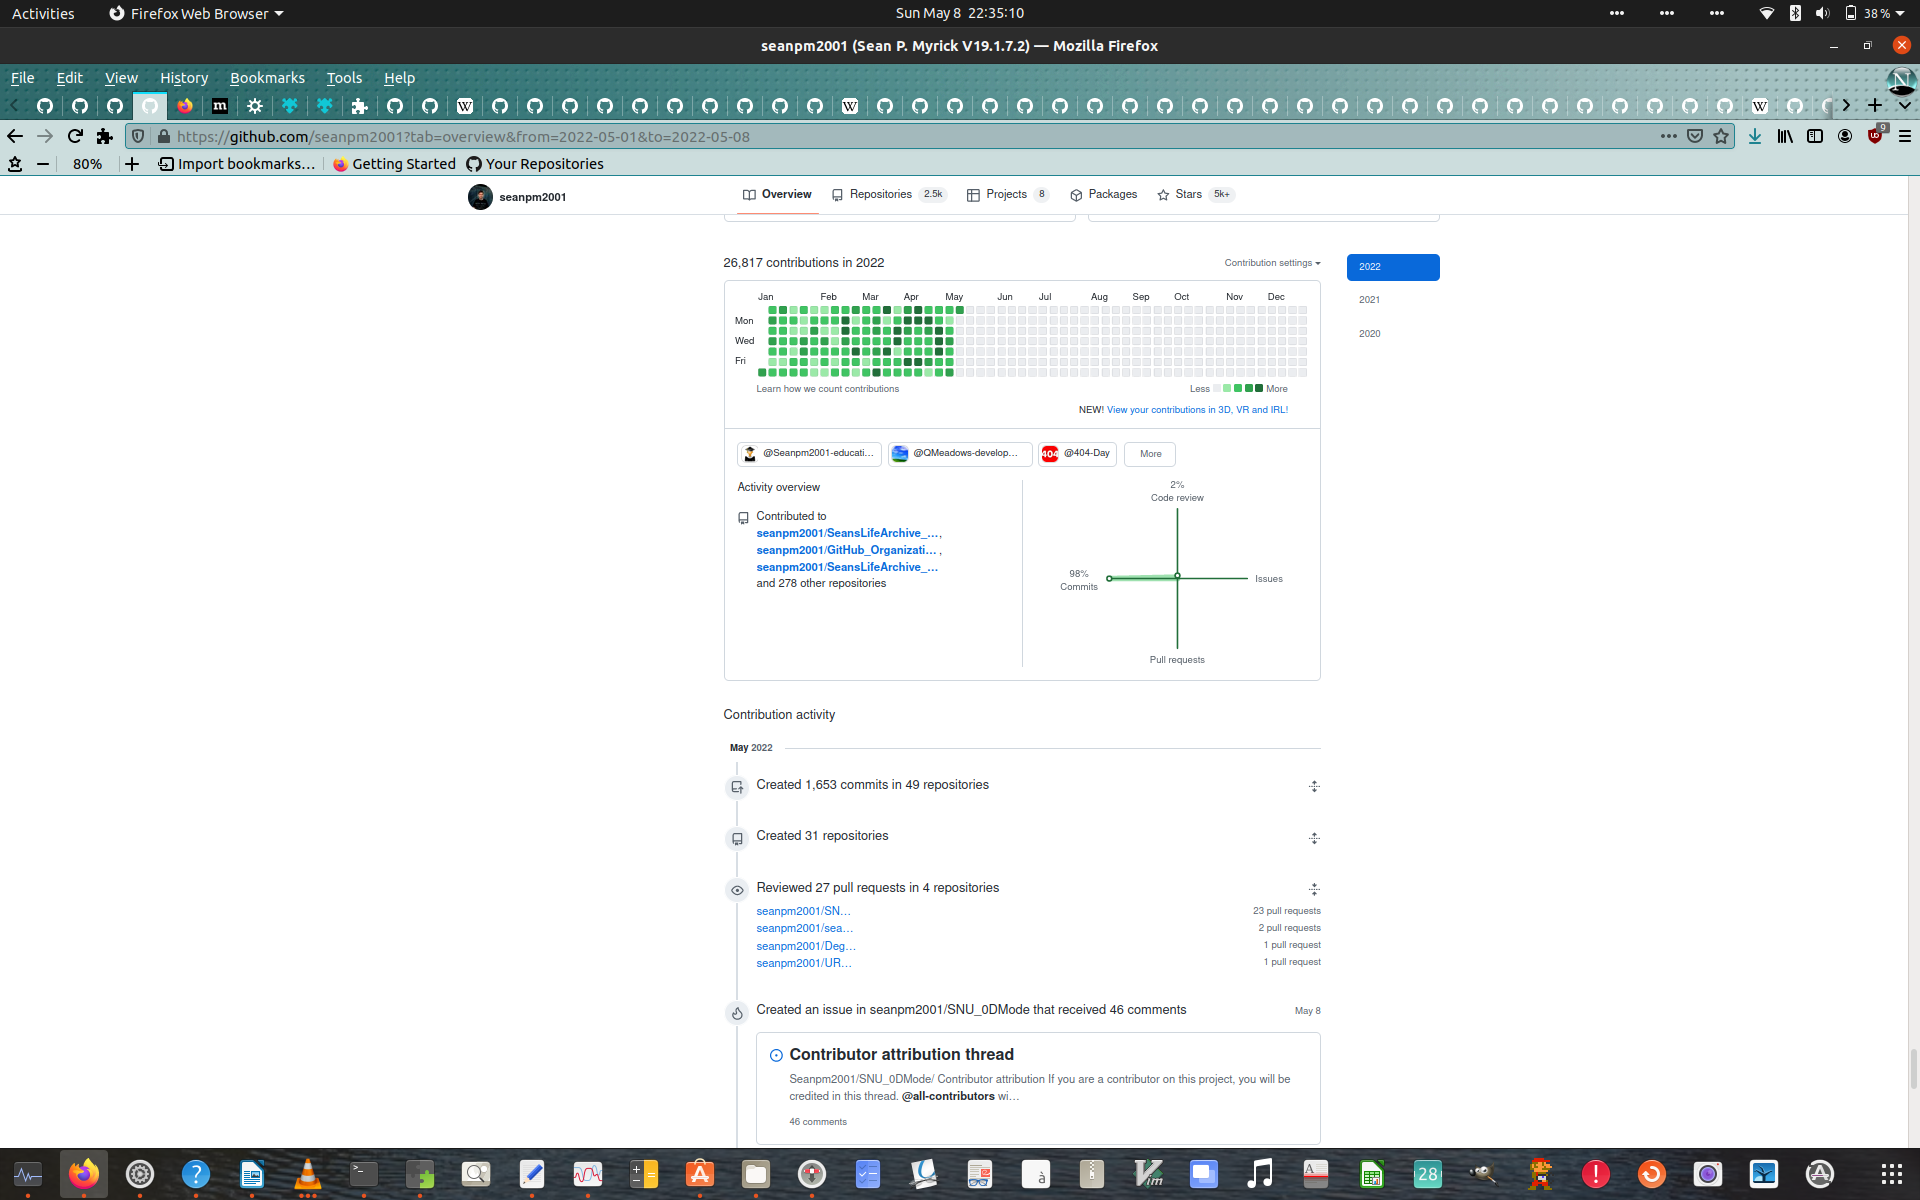 Activities
Firefox Web Browser
Sun May 8 22:35:10
38 %
seanpm2001 (Sean P. Myrick V19.1.7.2) — Mozilla Firefox
File Edit View History Bookmarks Tools Help
https://github.com/seanpm2001?tab=overview&from=2022-05-01&to=2022-05-08
9
80%
Import bookmarks...
Getting Started
Your Repositories
seanpm2001
Overview
Repositories 2.5k
Projects 8
Packages
Stars 5k+
26,817 contributions in 2022
Contribution settings
2022
2021
2020
Jan Feb Mar Apr May Jun Jul Aug Sep Oct Nov Dec
Mon
Wed
Fri
Learn how we count contributions
Less More
NEW! View your contributions in 3D, VR and IRL!
@Seanpm2001-educati...
@QMeadows-develop...
404 @404-Day
More
Activity overview
Contributed to
seanpm2001/SeansLifeArchive_... ,
seanpm2001/GitHub_Organizati... ,
seanpm2001/SeansLifeArchive_...
and 278 other repositories
2%
Code review
98%
Commits
Issues
Pull requests
Contribution activity
May 2022
Created 1,653 commits in 49 repositories
Created 31 repositories
Reviewed 27 pull requests in 4 repositories
seanpm2001/SN... 23 pull requests
seanpm2001/sea... 2 pull requests
seanpm2001/Deg... 1 pull request
seanpm2001/UR... 1 pull request
Created an issue in seanpm2001/SNU_0DMode that received 46 comments
May 8
Contributor attribution thread
Seanpm2001/SNU_0DMode/ Contributor attribution If you are a contributor on this project, you will be
credited in this thread. @all-contributors wi...
46 comments
28